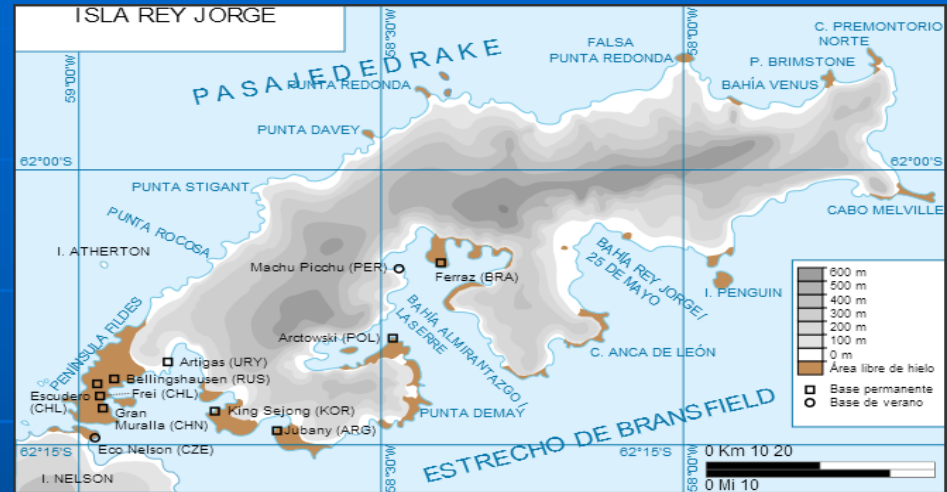 ISLA REY JORGE
59°00'W
58°30'W
58°00'W
PASAJEDEDRAKE
FALSA
PUNTA REDONDA
C. PREMONTORIO
NORTE
P. BRIMSTONE
BAHÍA VENUS
PUNTA REDONDA
PUNTA DAVEY
62°00'S
62°00'S
PUNTA STIGANT
CABO MELVILLE
PUNTA ROCOSA
I. ATHERTON
Machu Picchu (PER)
Ferraz (BRA)
BAHÍA REY JORGE/
25 DE MAYO
I. PENGUIN
BAHÍA ALMIRANTAZGO/
LASERRE
Arctowski (POL)
C. ANCA DE LEÓN
PENÍNSULA FILDES
Artigas (URY)
Bellingshausen (RUS)
Escudero
(CHL)
Frei (CHL)
Gran
Muralla (CHN)
King Sejong (KOR)
Jubany (ARG)
PUNTA DEMAY
Eco Nelson (CZE)
I. NELSON
ESTRECHO DE BRANSFIELD
62°15'S
62°15'S
58°30'W
58°00'W
600 m
500 m
400 m
300 m
200 m
100 m
0 m
Área libre de hielo
Base permanente
Base de verano
0 Km 10 20
0 Mi 10